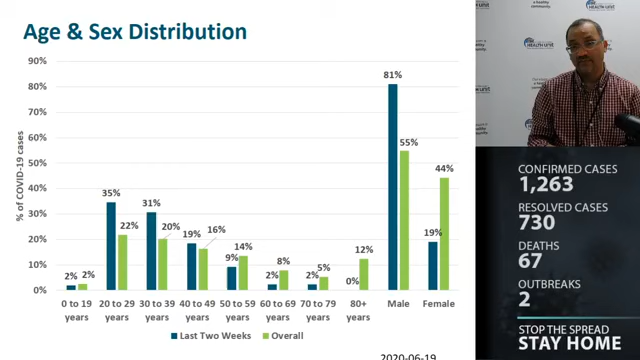 Age & Sex Distribution
% of COVID-19 cases
90%
80%
70%
60%
50%
40%
30%
20%
10%
0%
2%
2%
35%
22%
31%
20%
19%
16%
9%
14%
2%
8%
2%
5%
0%
12%
81%
55%
19%
44%
0 to 19 years
20 to 29 years
30 to 39 years
40 to 49 years
50 to 59 years
60 to 69 years
70 to 79 years
80+ years
Male
Female
Last Two Weeks
Overall
2020-06-19
HEALTH UNIT
CONFIRMED CASES
1,263
RESOLVED CASES
730
DEATHS
67
OUTBREAKS
2
STOP THE SPREAD
STAY HOME